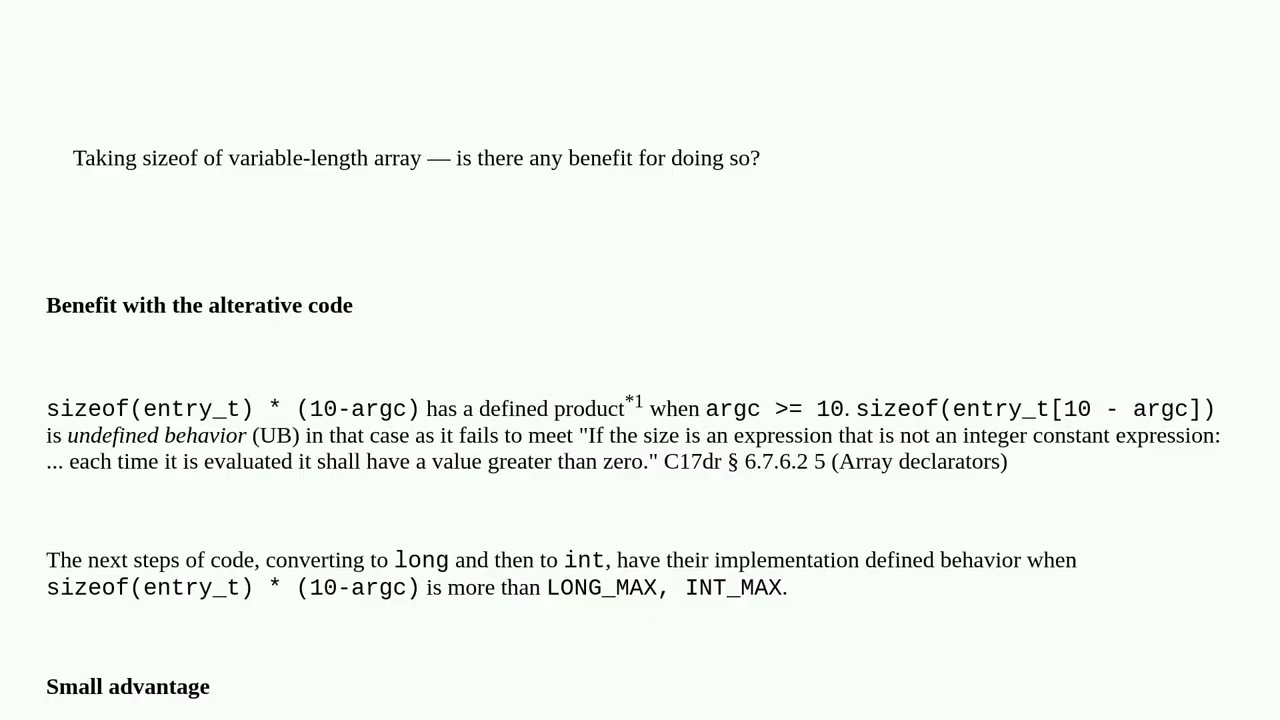 Taking sizeof of variable-length array — is there any benefit for doing so?
Benefit with the alterative code
sizeof(entry_t) * (10-argc) has a defined product*1 when argc >= 10. sizeof(entry_t[10 - argc])
is undefined behavior (UB) in that case as it fails to meet "If the size is an expression that is not an integer constant expression:
... each time it is evaluated it shall have a value greater than zero." C17dr § 6.7.6.2 5 (Array declarators)
The next steps of code, converting to long and then to int, have their implementation defined behavior when
sizeof(entry_t) * (10-argc) is more than LONG_MAX, INT_MAX.
Small advantage